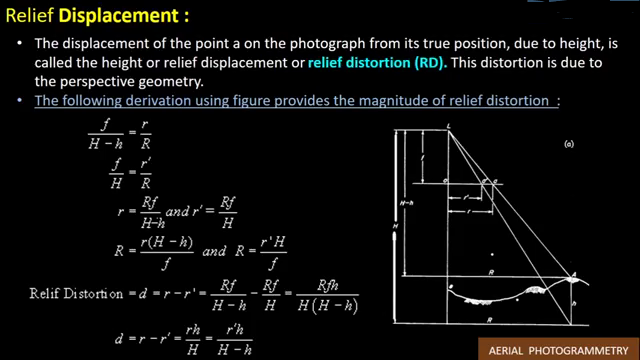 Relief Displacement :
• The displacement of the point a on the photograph from its true position, due to height, is
called the height or relief displacement or relief distortion (RD). This distortion is due to
the perspective geometry.
• The following derivation using figure provides the magnitude of relief distortion :
f/(H − h) = r/R
f/H = r'/R
r = Rf/(H − h) and r' = Rf/H
R = r(H − h)/f and R = r'H/f
Relif Distortion = d = r − r' = Rf/(H − h) − Rf/H = Rfh/(H(H − h))
d = r − r' = rh/H = r'h/(H − h)
L
(a)
f
o a' a
r'
r
H-h
H
R
A
h
R
AERIAL PHOTOGRAMMETRY